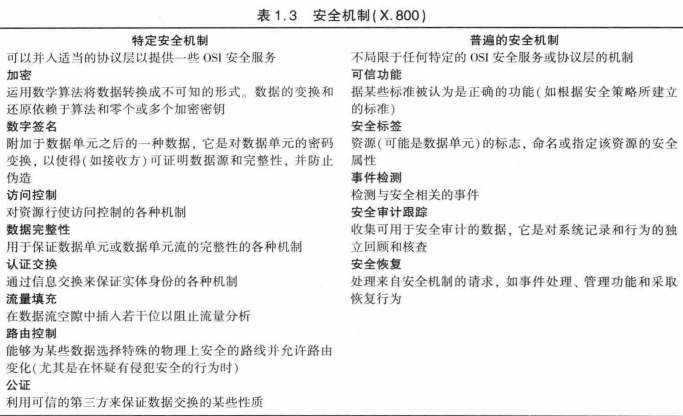 表1.3 安全机制(X.800)
特定安全机制
可以并入适当的协议层以提供一些 OSI 安全服务
加密
运用数学算法将数据转换成不可知的形式。数据的变换和
还原依赖于算法和零个或多个加密密钥
数字签名
附加于数据单元之后的一种数据，它是对数据单元的密码
变换，以使得(如接收方)可证明数据源和完整性，并防止
伪造
访问控制
对资源行使访问控制的各种机制
数据完整性
用于保证数据单元或数据单元流的完整性的各种机制
认证交换
通过信息交换来保证实体身份的各种机制
流量填充
在数据流空隙中插入若干位以阻止流量分析
路由控制
能够为某些数据选择特殊的物理上安全的路线并允许路由
变化(尤其是在怀疑有侵犯安全的行为时)
公证
利用可信的第三方来保证数据交换的某些性质
普遍的安全机制
不局限于任何特定的 OSI 安全服务或协议层的机制
可信功能
据某些标准被认为是正确的功能(如根据安全策略所建立
的标准)
安全标签
资源(可能是数据单元)的标志，命名或指定该资源的安全
属性
事件检测
检测与安全相关的事件
安全审计跟踪
收集可用于安全审计的数据，它是对系统记录和行为的独
立回顾和核查
安全恢复
处理来自安全机制的请求，如事件处理、管理功能和采取
恢复行为